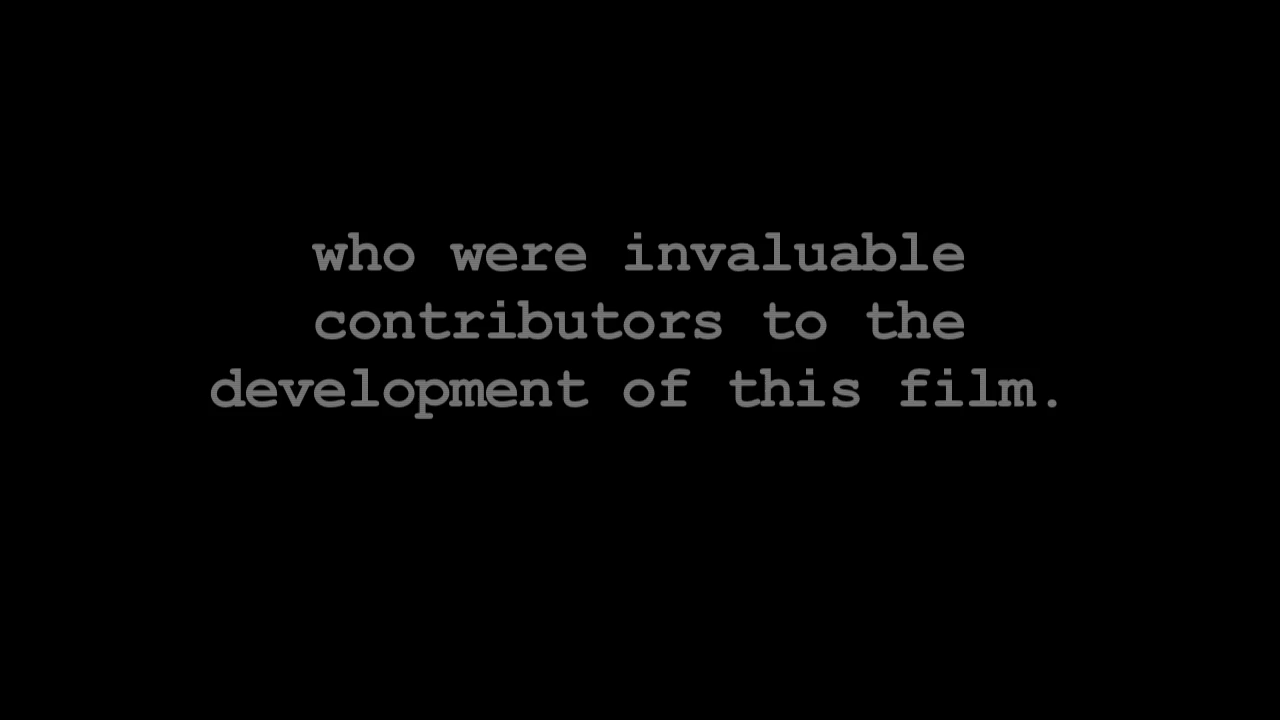 who were invaluable
contributors to the
development of this film.